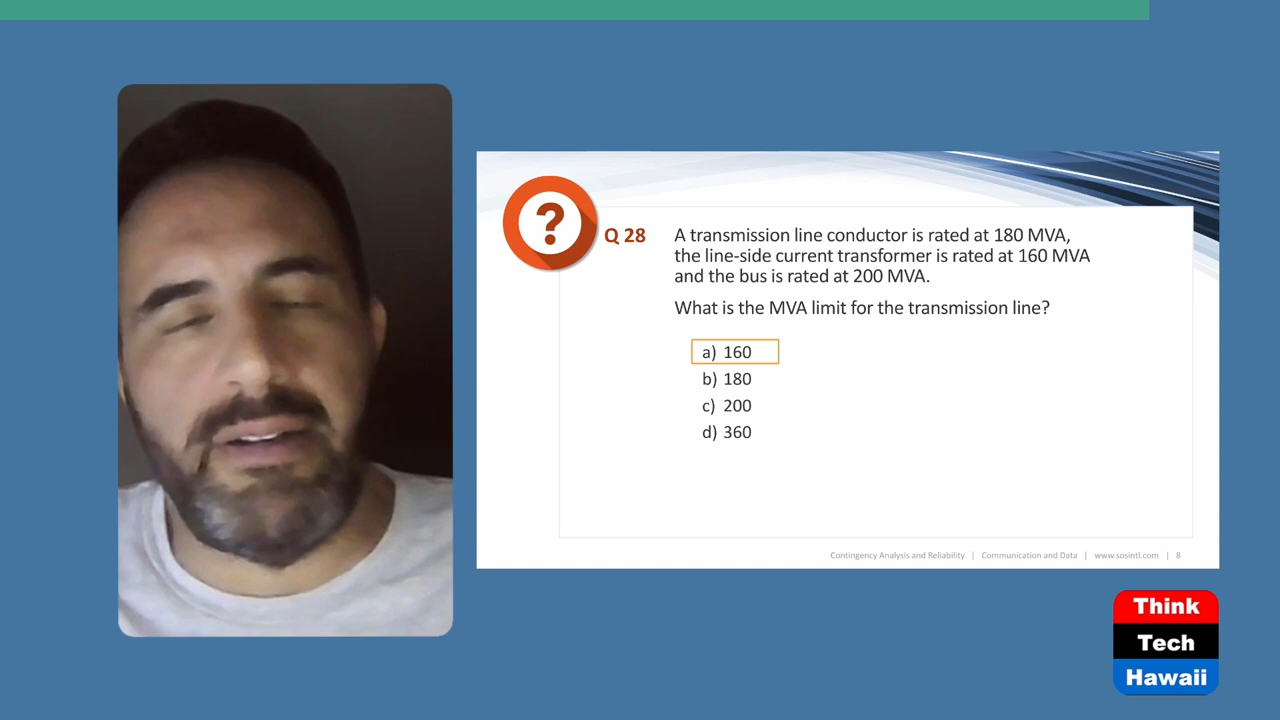 ?
Q 28
A transmission line conductor is rated at 180 MVA,
the line-side current transformer is rated at 160 MVA
and the bus is rated at 200 MVA.
What is the MVA limit for the transmission line?
a) 160
b) 180
c) 200
d) 360
Contingency Analysis and Reliability | Communication and Data | www.sosintl.com | 8
Think
Tech
Hawaii